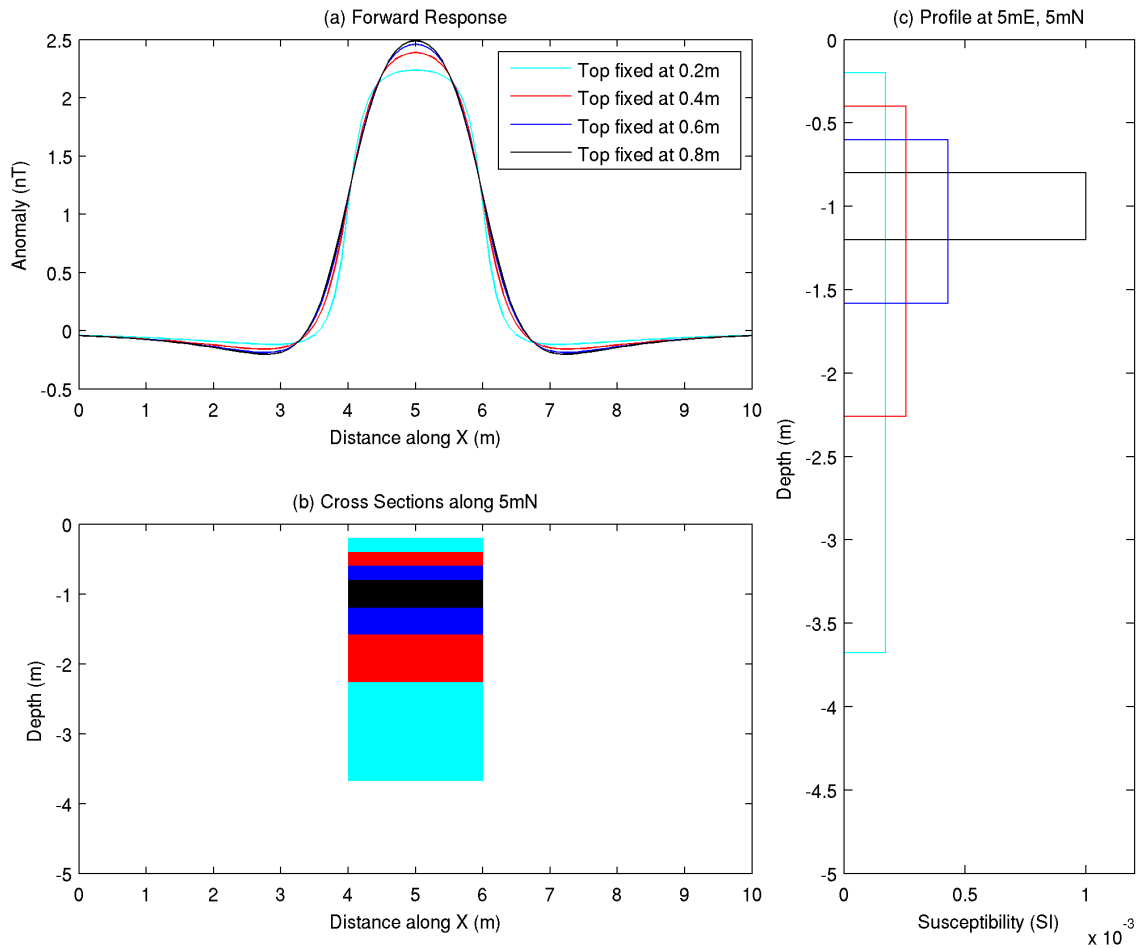 (a) Forward Response
2.5
2
1.5
1
0.5
0
-0.5
Anomaly (nT)
Top fixed at 0.2m
Top fixed at 0.4m
Top fixed at 0.6m
Top fixed at 0.8m
0 1 2 3 4 5 6 7 8 9 10
Distance along X (m)
(b) Cross Sections along 5mN
0
-1
-2
-3
-4
-5
Depth (m)
0 1 2 3 4 5 6 7 8 9 10
Distance along X (m)
(c) Profile at 5mE, 5mN
0
-0.5
-1
-1.5
-2
-2.5
-3
-3.5
-4
-4.5
-5
Depth (m)
0 0.5 1
Susceptibility (SI)
x 10^-3